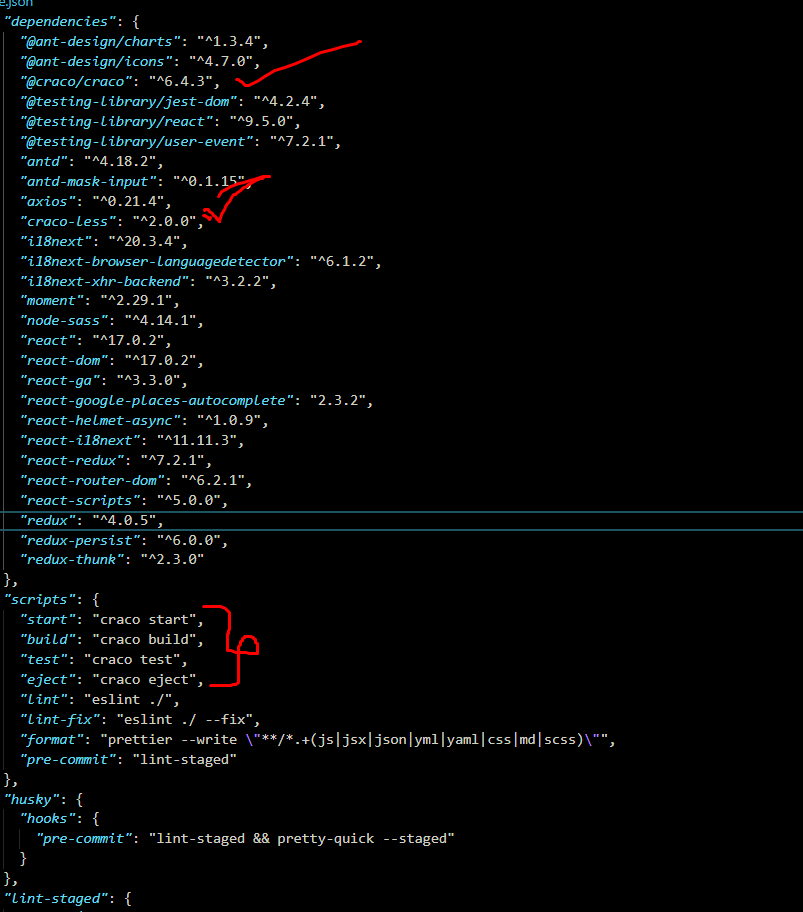 e.json
"dependencies": {
"@ant-design/charts": "^1.3.4",
"@ant-design/icons": "^4.7.0",
"@craco/craco": "^6.4.3",
"@testing-library/jest-dom": "^4.2.4",
"@testing-library/react": "^9.5.0",
"@testing-library/user-event": "^7.2.1",
"antd": "^4.18.2",
"antd-mask-input": "^0.1.15",
"axios": "^0.21.4",
"craco-less": "^2.0.0",
"i18next": "^20.3.4",
"i18next-browser-languagedetector": "^6.1.2",
"i18next-xhr-backend": "^3.2.2",
"moment": "^2.29.1",
"node-sass": "^4.14.1",
"react": "^17.0.2",
"react-dom": "^17.0.2",
"react-ga": "^3.3.0",
"react-google-places-autocomplete": "2.3.2",
"react-helmet-async": "^1.0.9",
"react-i18next": "^11.11.3",
"react-redux": "^7.2.1",
"react-router-dom": "^6.2.1",
"react-scripts": "^5.0.0",
"redux": "^4.0.5",
"redux-persist": "^6.0.0",
"redux-thunk": "^2.3.0"
},
"scripts": {
"start": "craco start",
"build": "craco build",
"test": "craco test",
"eject": "craco eject",
"lint": "eslint ./",
"lint-fix": "eslint ./ --fix",
"format": "prettier --write \"**/*.+(js|jsx|json|yml|yaml|css|md|scss)\"",
"pre-commit": "lint-staged"
},
"husky": {
"hooks": {
"pre-commit": "lint-staged && pretty-quick --staged"
}
},
"lint-staged": {